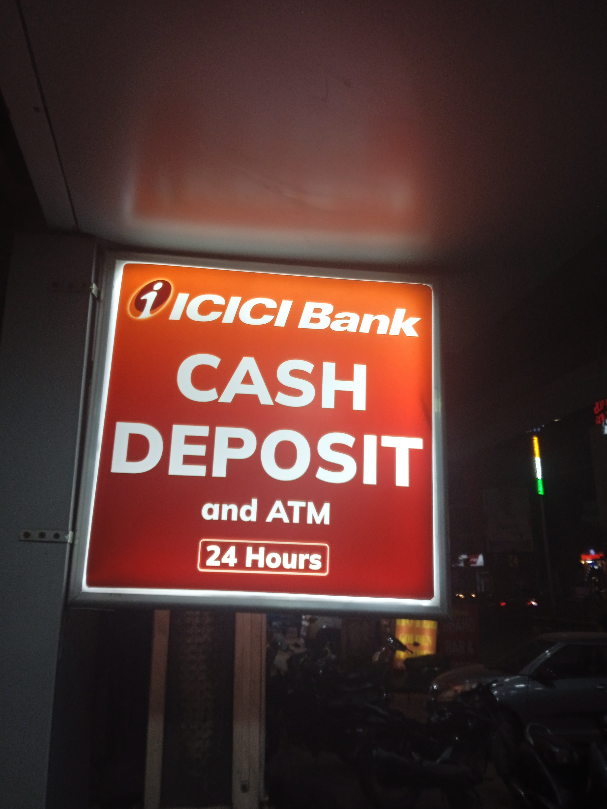 ICICI Bank
CASH
DEPOSIT
and ATM
24 Hours